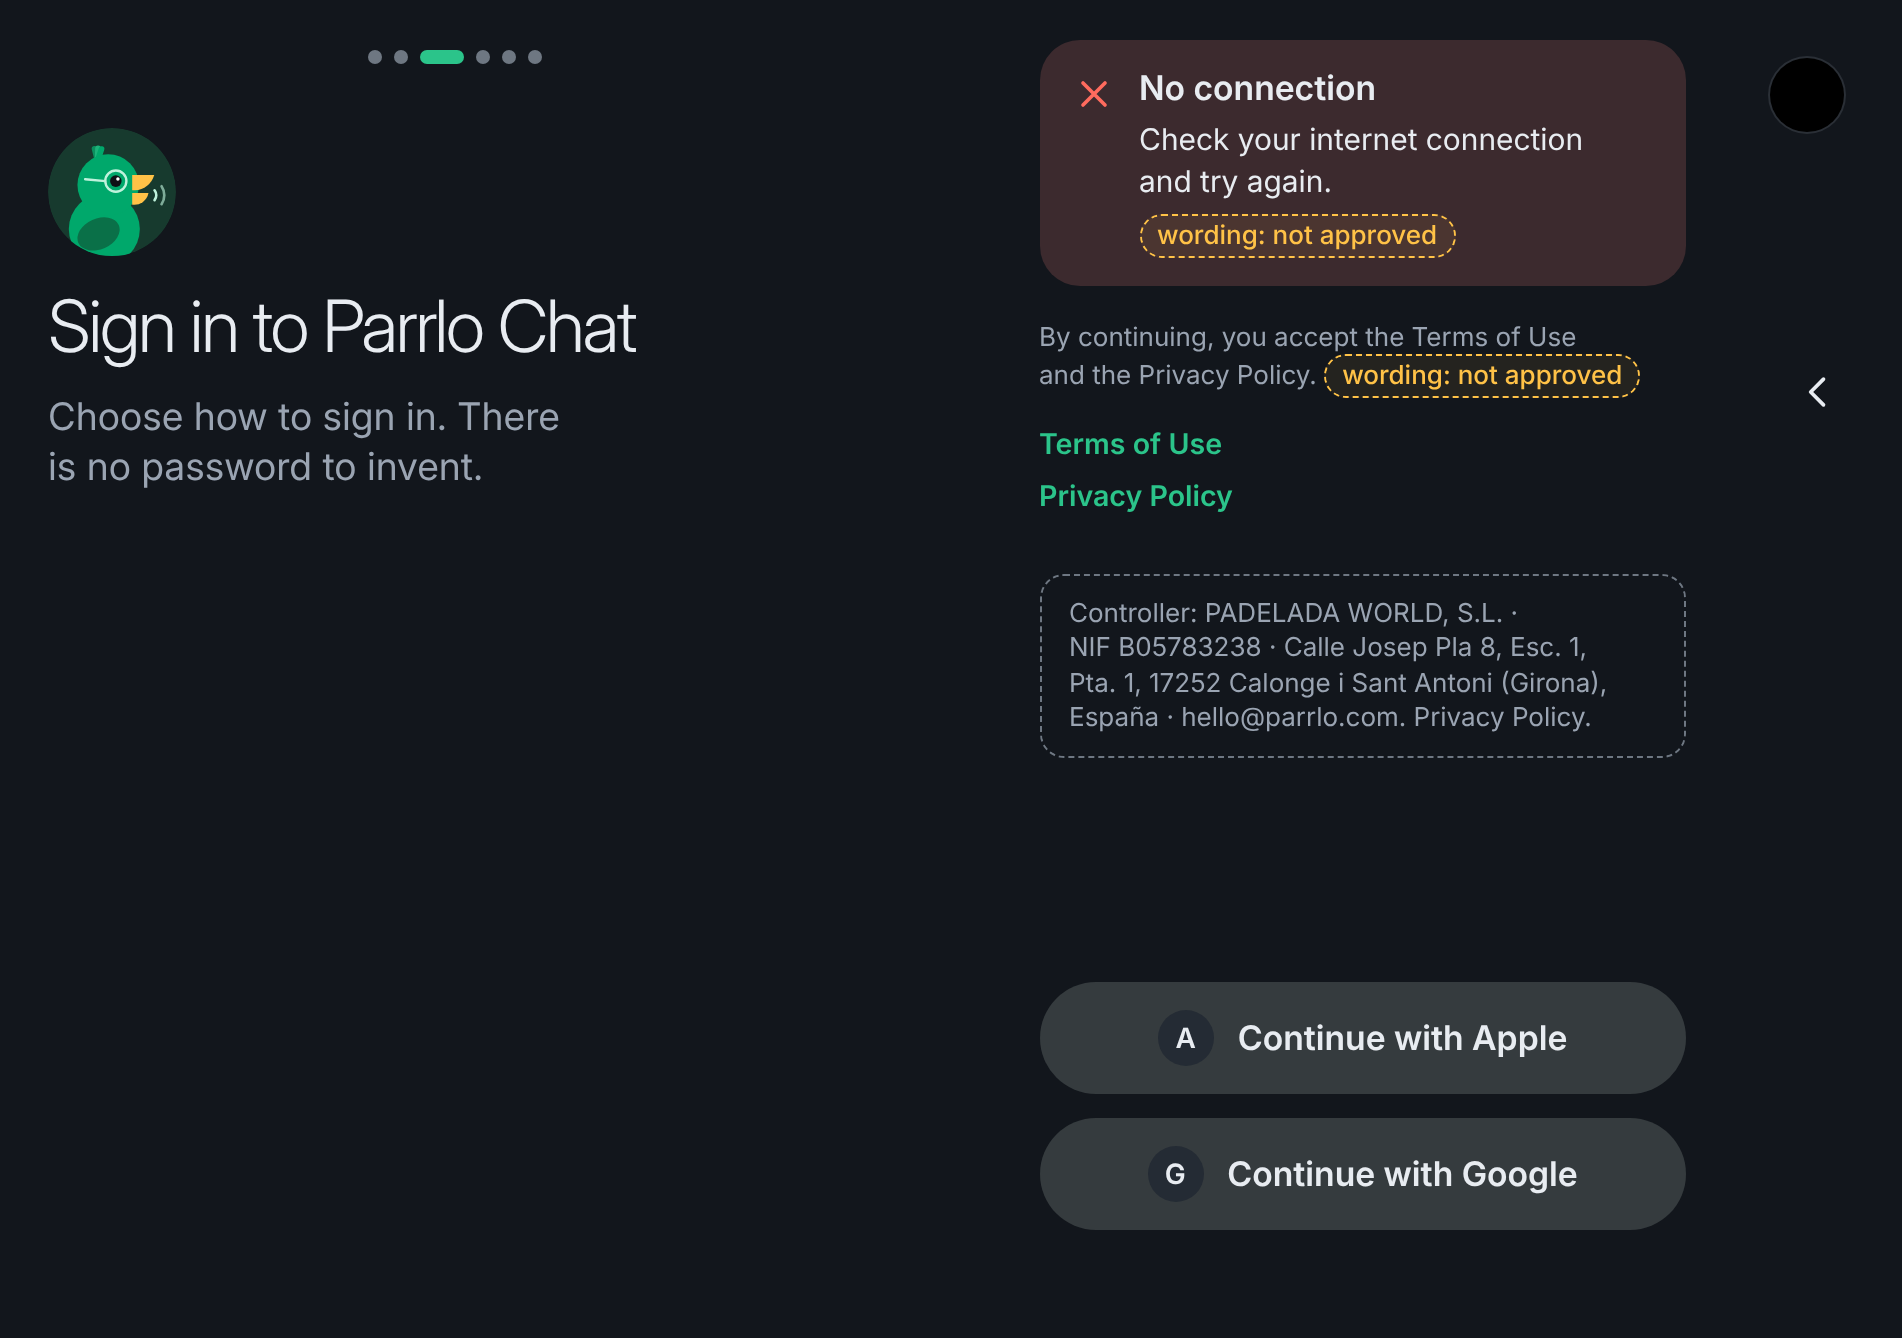 Sign in to Parrlo Chat
Choose how to sign in. There
is no password to invent.
No connection
Check your internet connection
and try again.
wording: not approved
By continuing, you accept the Terms of Use
and the Privacy Policy. wording: not approved
Terms of Use
Privacy Policy
Controller: PADELADA WORLD, S.L. ·
NIF B05783238 · Calle Josep Pla 8, Esc. 1,
Pta. 1, 17252 Calonge i Sant Antoni (Girona),
España · hello@parrlo.com. Privacy Policy.
A Continue with Apple
G Continue with Google